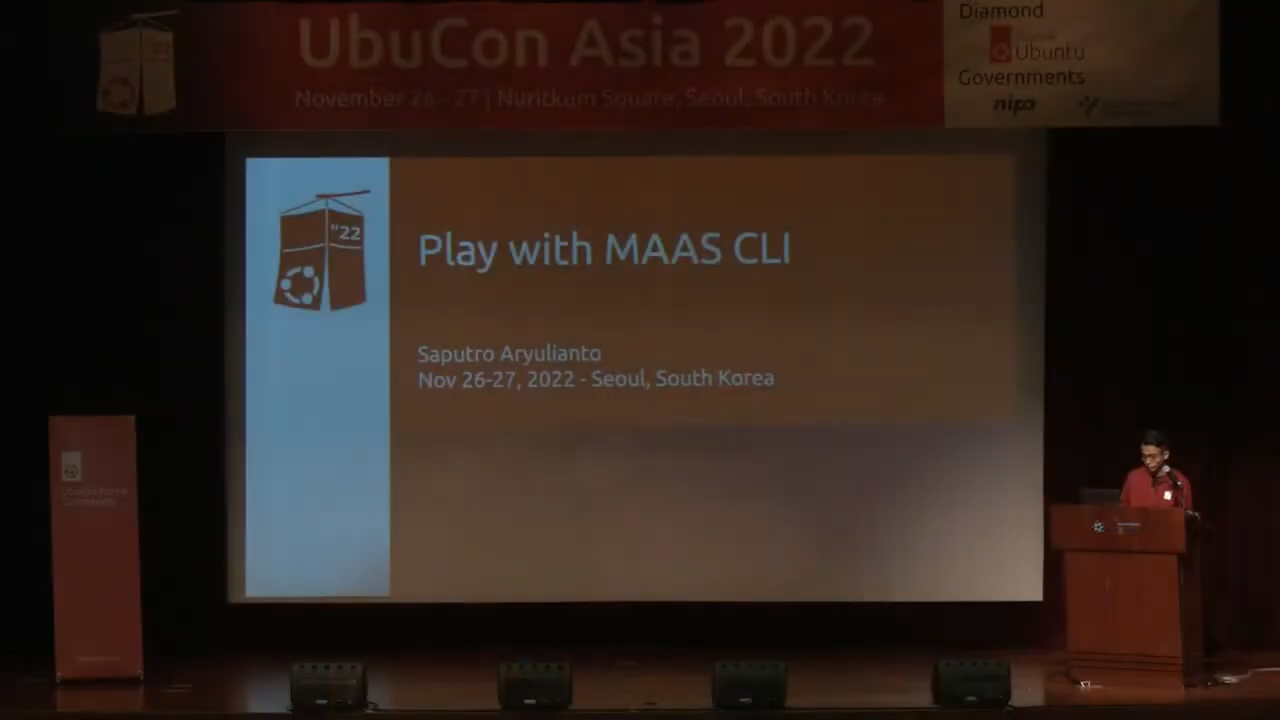 UbuCon Asia 2022
November 26 - 27 | Nuritkum Square, Seoul, South Korea
Diamond
Ubuntu
Governments
nipa
"22
Play with MAAS CLI
Saputro Aryulianto
Nov 26-27, 2022 - Seoul, South Korea